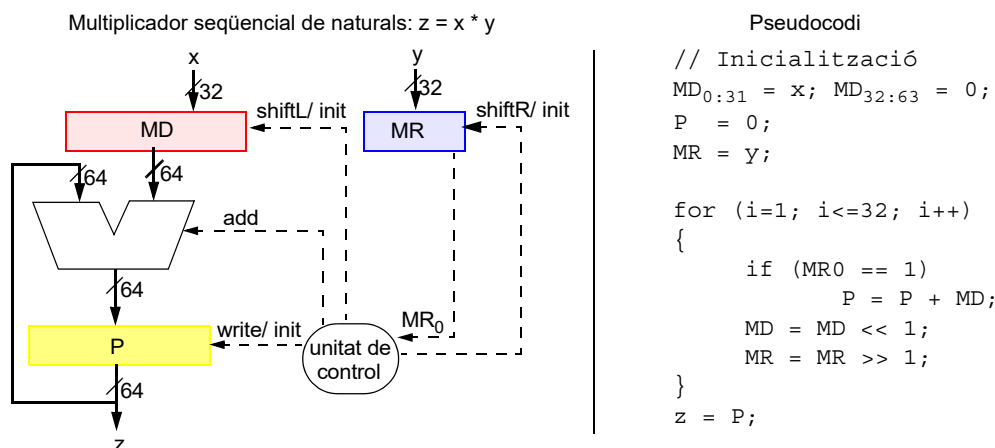 Multiplicador seqüencial de naturals: z = x * y
x
y
32
32
shiftL/ init
shiftR/ init
MD
MR
64
64
add
64
MR0
write/ init
P
unitat de
control
64
z
Pseudocodi
// Inicialització
MD0:31 = x; MD32:63 = 0;
P = 0;
MR = y;
for (i=1; i<=32; i++)
{
if (MR0 == 1)
P = P + MD;
MD = MD << 1;
MR = MR >> 1;
}
z = P;